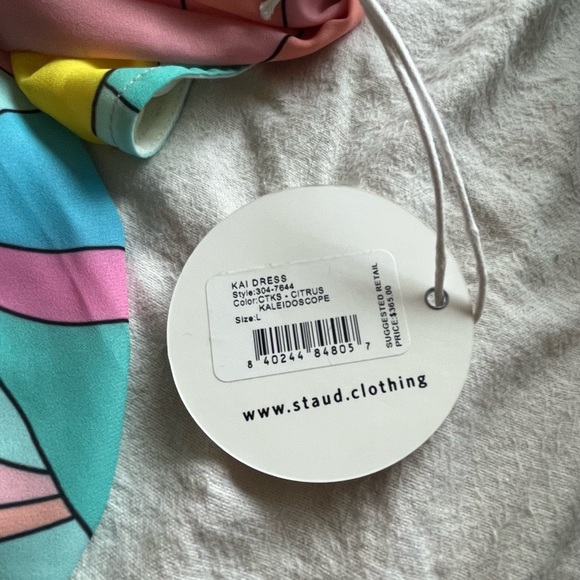 KAI DRESS
Style:304-7644
Color:CTKS - CITRUS
KALEIDOSCOPE
Size:L
8 40244 84805 7
SUGGESTED RETAIL
PRICE:$365.00
www.staud.clothing